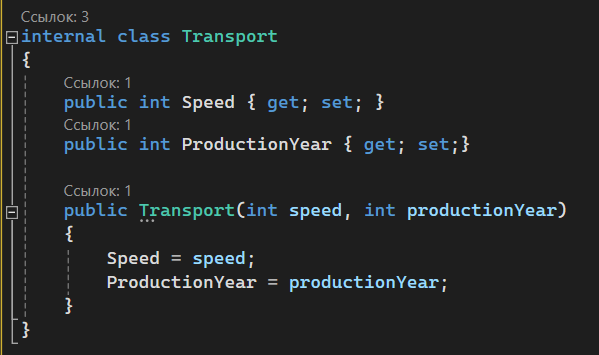 Ссылок: 3
internal class Transport
{
Ссылок: 1
public int Speed { get; set; }
Ссылок: 1
public int ProductionYear { get; set;}
Ссылок: 1
public Transport(int speed, int productionYear)
{
Speed = speed;
ProductionYear = productionYear;
}
}